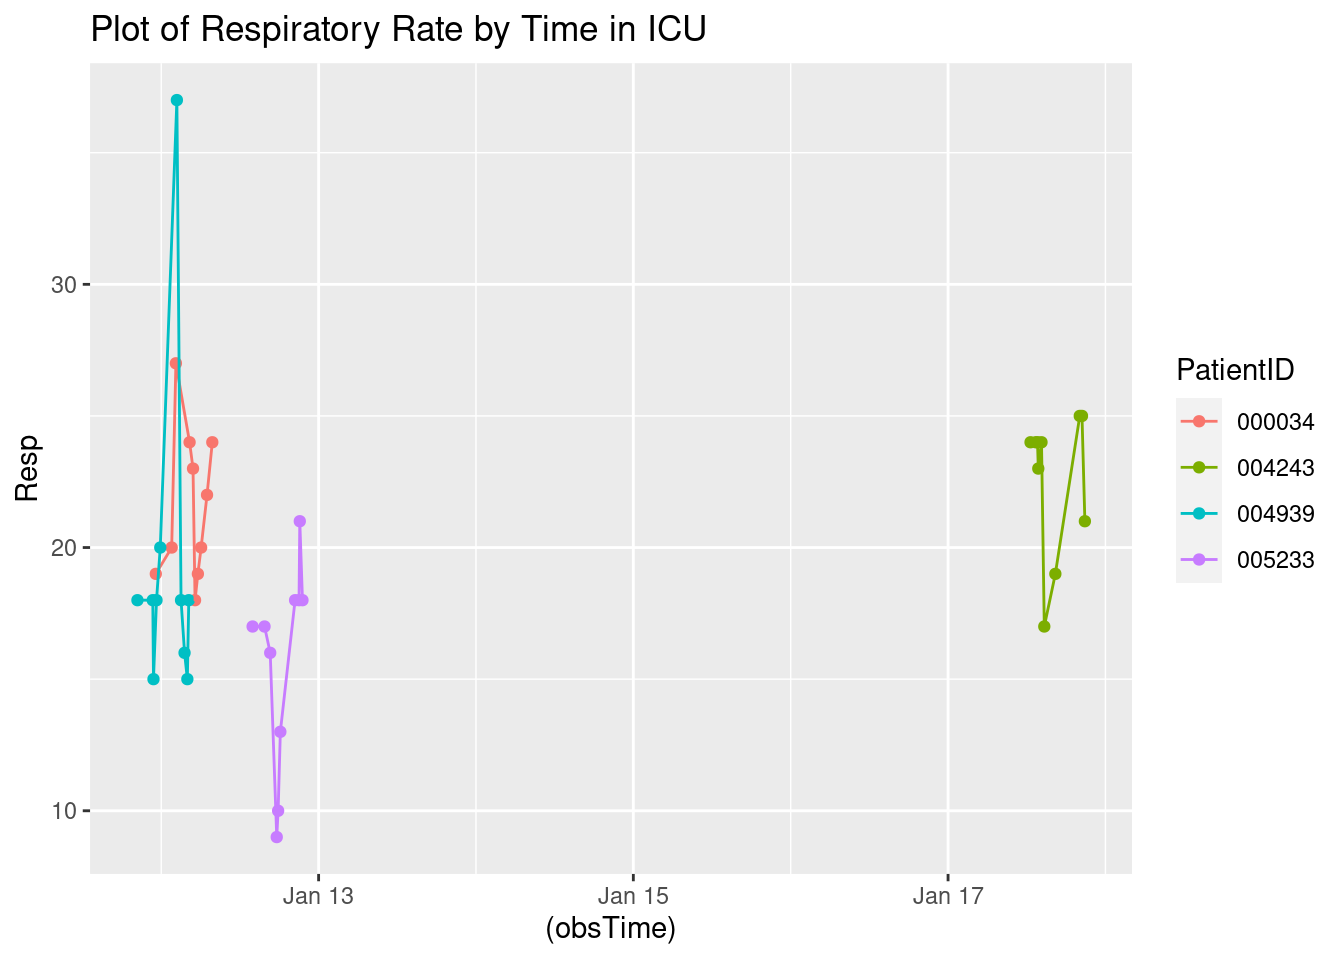 Plot of Respiratory Rate by Time in ICU
Resp
30
20
10
Jan 13
Jan 15
Jan 17
(obsTime)
PatientID
000034
004243
004939
005233